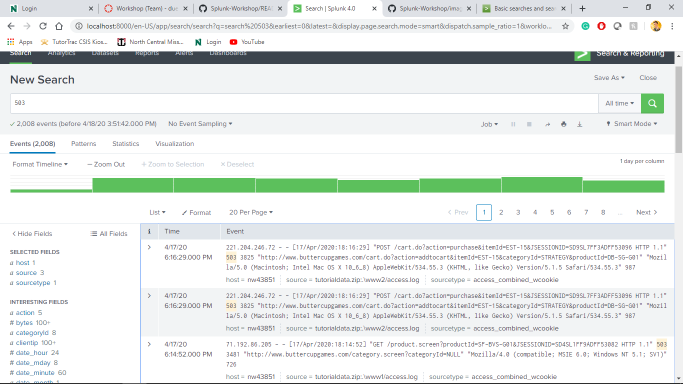 Login
Workshop (Team) - du
Splunk-Workshop/REA
Search | Splunk 4.0
Splunk-Workshop/ima
Basic searches and sea
localhost:8000/en-US/app/search/search?q=search%20503&earliest=0&latest=&display.page.search.mode=smart&dispatch.sample_ratio=1&worklo
Apps TutorTrac CSIS Kios... North Central Miss... Login YouTube
Search Analytics Datasets Reports Alerts Dashboards Search & Reporting
New Search Save As Close
503 All time
2,008 events (before 4/18/20 3:51:42.000 PM) No Event Sampling Job Smart Mode
Events (2,008) Patterns Statistics Visualization
Format Timeline — Zoom Out + Zoom to Selection × Deselect 1 day per column
List Format 20 Per Page < Prev 1 2 3 4 5 6 7 8 ... Next >
< Hide Fields All Fields i Time Event
SELECTED FIELDS
a host 1
a source 3
a sourcetype 1
INTERESTING FIELDS
a action 5
# bytes 100+
a categoryId 8
a clientip 100+
# date_hour 24
# date_mday 8
# date_minute 60
a date_month 1
> 4/17/20
6:16:29.000 PM
221.204.246.72 - - [17/Apr/2020:18:16:29] "POST /cart.do?action=purchase&itemId=EST-15&JSESSIONID=SD9SL7FF3ADFF53096 HTTP 1.1"
503 3825 "http://www.buttercupgames.com/cart.do?action=addtocart&itemId=EST-15&categoryId=STRATEGY&productId=DB-SG-G01" "Mozil
la/5.0 (Macintosh; Intel Mac OS X 10_6_8) AppleWebKit/534.55.3 (KHTML, like Gecko) Version/5.1.5 Safari/534.55.3" 987
host = nw43851 source = tutorialdata.zip:.\www1/access.log sourcetype = access_combined_wcookie
> 4/17/20
6:16:29.000 PM
221.204.246.72 - - [17/Apr/2020:18:16:29] "POST /cart.do?action=purchase&itemId=EST-15&JSESSIONID=SD9SL7FF3ADFF53096 HTTP 1.1"
503 3825 "http://www.buttercupgames.com/cart.do?action=addtocart&itemId=EST-15&categoryId=STRATEGY&productId=DB-SG-G01" "Mozil
la/5.0 (Macintosh; Intel Mac OS X 10_6_8) AppleWebKit/534.55.3 (KHTML, like Gecko) Version/5.1.5 Safari/534.55.3" 987
host = nw43851 source = tutorialdata.zip:.\www2/access.log sourcetype = access_combined_wcookie
> 4/17/20
6:14:52.000 PM
71.192.86.205 - - [17/Apr/2020:18:14:52] "GET /product.screen?productId=SF-BVS-G01&JSESSIONID=SD4SL1FF9ADFF53082 HTTP 1.1" 503
3481 "http://www.buttercupgames.com/category.screen?categoryId=NULL" "Mozilla/4.0 (compatible; MSIE 6.0; Windows NT 5.1; SV1)"
726
host = nw43851 source = tutorialdata.zip:.\www1/access.log sourcetype = access_combined_wcookie